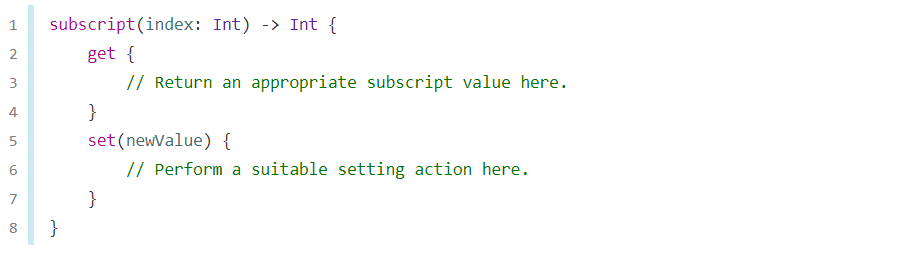 1 subscript(index: Int) -> Int {
2     get {
3         // Return an appropriate subscript value here.
4     }
5     set(newValue) {
6         // Perform a suitable setting action here.
7     }
8 }